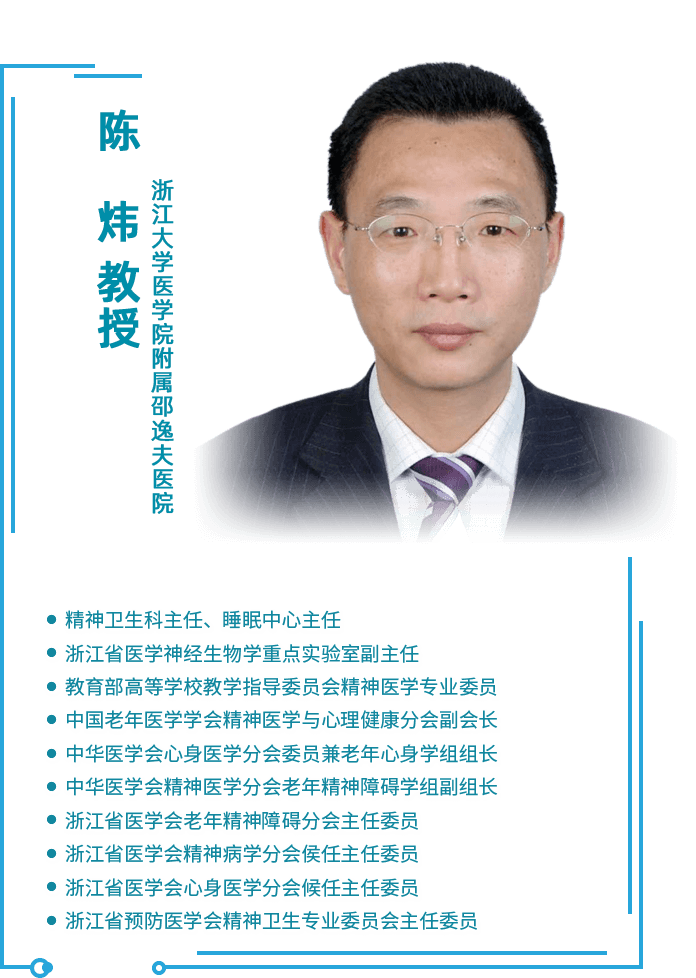 陈炜教授
浙江大学医学院附属邵逸夫医院
精神卫生科主任、睡眠中心主任
浙江省医学神经生物学重点实验室副主任
教育部高等学校教学指导委员会精神医学专业委员
中国老年医学学会精神医学与心理健康分会副会长
中华医学会心身医学分会委员兼老年心身学组组长
中华医学会精神医学分会老年精神障碍学组副组长
浙江省医学会老年精神障碍分会主任委员
浙江省医学会精神病学分会侯任主任委员
浙江省医学会心身医学分会候任主任委员
浙江省预防医学会精神卫生专业委员会主任委员